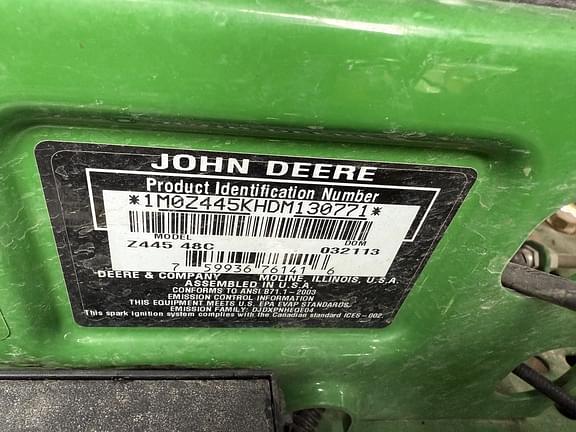 JOHN DEERE
Product Identification Number
*1M0Z445KHDM130771*
MODEL DOM
Z445 48C 032113
7 59936 76141 6
DEERE & COMPANY MOLINE, ILLINOIS, U.S.A.
ASSEMBLED IN U.S.A.
CONFORMS TO ANSI B71.1-2003
EMISSION CONTROL INFORMATION
THIS EQUIPMENT MEETS U.S. EPA EVAP STANDARDS.
EMISSION FAMILY: DJDXPNHEQE04
This spark ignition system complies with the Canadian standard ICES-002.